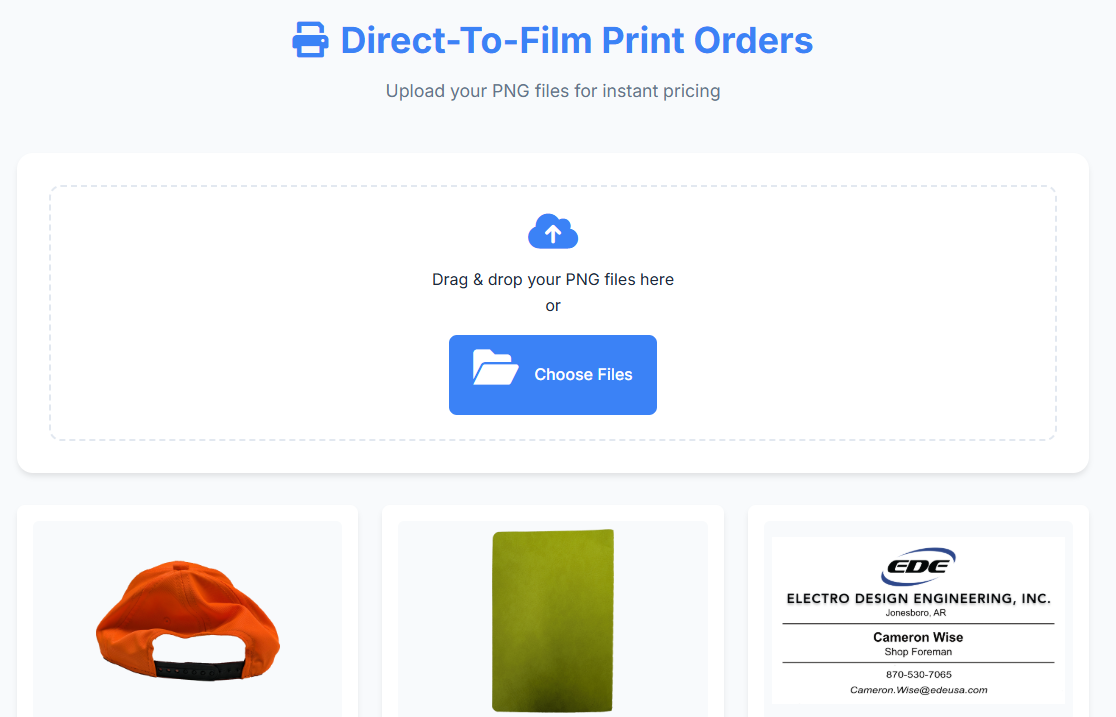 Direct-To-Film Print Orders
Upload your PNG files for instant pricing
Drag & drop your PNG files here
or
Choose Files
EDE
ELECTRO DESIGN ENGINEERING, INC.
Jonesboro, AR
Cameron Wise
Shop Foreman
870-530-7065
Cameron.Wise@edeusa.com